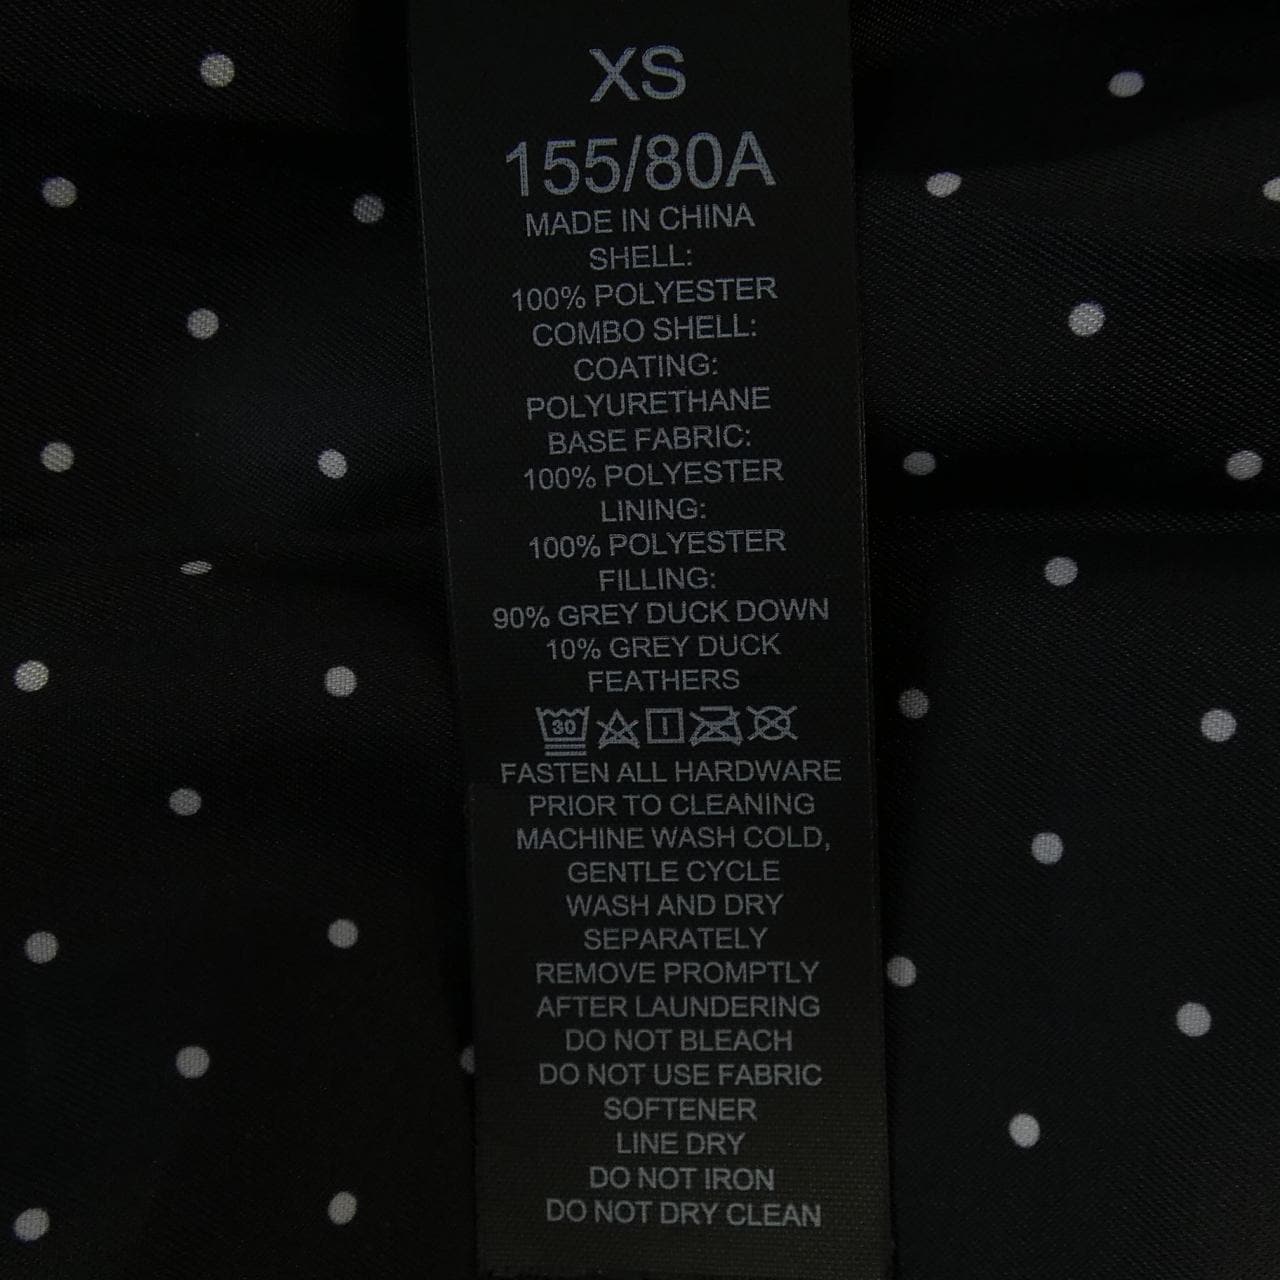 XS
155/80A
MADE IN CHINA
SHELL:
100% POLYESTER
COMBO SHELL:
COATING:
POLYURETHANE
BASE FABRIC:
100% POLYESTER
LINING:
100% POLYESTER
FILLING:
90% GREY DUCK DOWN
10% GREY DUCK
FEATHERS
30
FASTEN ALL HARDWARE
PRIOR TO CLEANING
MACHINE WASH COLD,
GENTLE CYCLE
WASH AND DRY
SEPARATELY
REMOVE PROMPTLY
AFTER LAUNDERING
DO NOT BLEACH
DO NOT USE FABRIC
SOFTENER
LINE DRY
DO NOT IRON
DO NOT DRY CLEAN